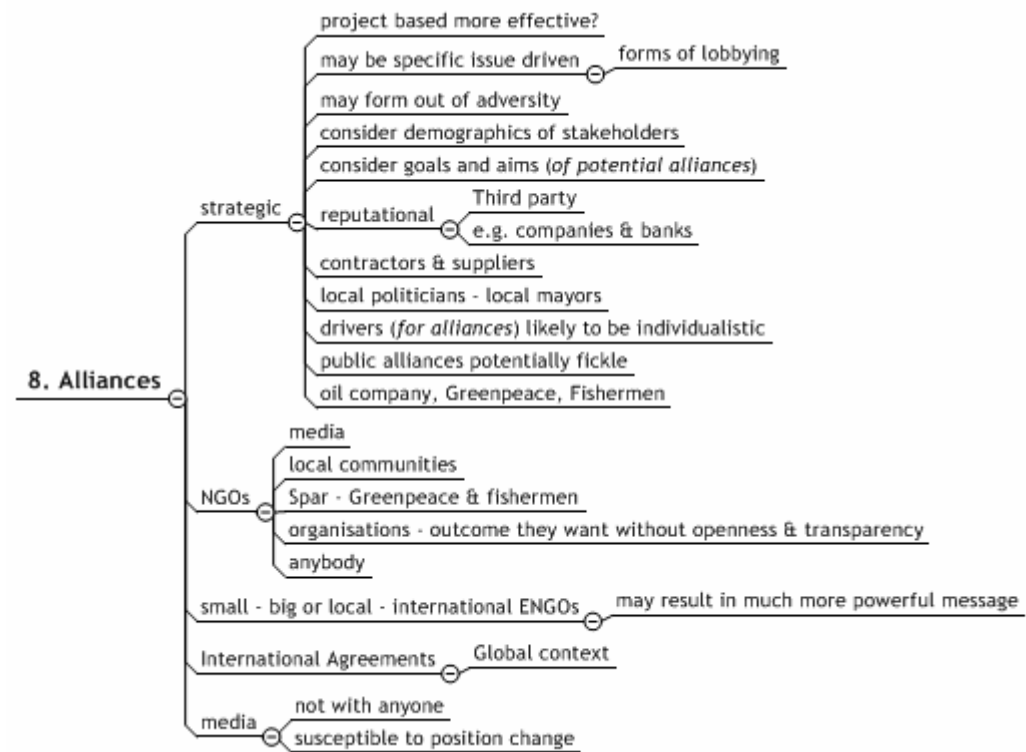 project based more effective?
may be specific issue driven
forms of lobbying
may form out of adversity
consider demographics of stakeholders
consider goals and aims (of potential alliances)
strategic
reputational
Third party
e.g. companies & banks
contractors & suppliers
local politicians - local mayors
drivers (for alliances) likely to be individualistic
public alliances potentially fickle
oil company, Greenpeace, Fishermen
8. Alliances
media
local communities
NGOs
Spar - Greenpeace & fishermen
organisations - outcome they want without openness & transparency
anybody
small - big or local - international ENGOs
may result in much more powerful message
International Agreements
Global context
media
not with anyone
susceptible to position change